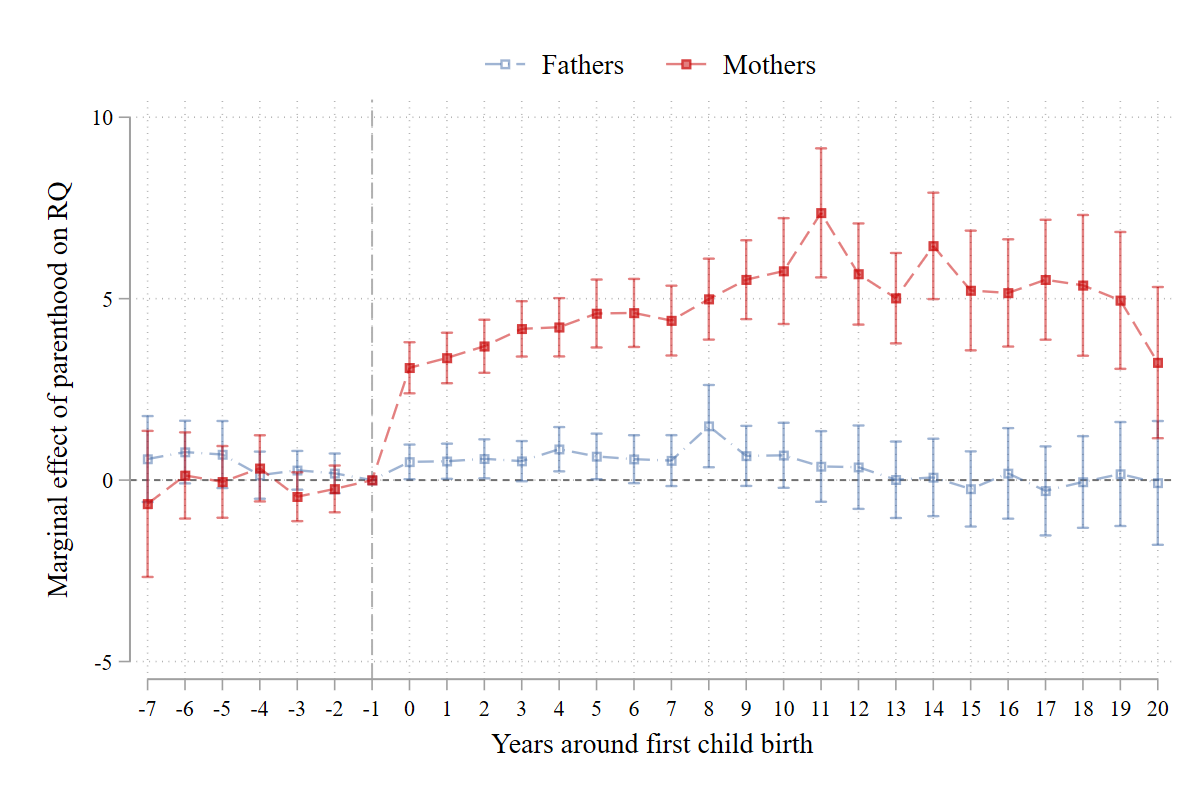 Fathers Mothers
Marginal effect of parenthood on RQ
10
5
0
-5
-7 -6 -5 -4 -3 -2 -1 0 1 2 3 4 5 6 7 8 9 10 11 12 13 14 15 16 17 18 19 20
Years around first child birth